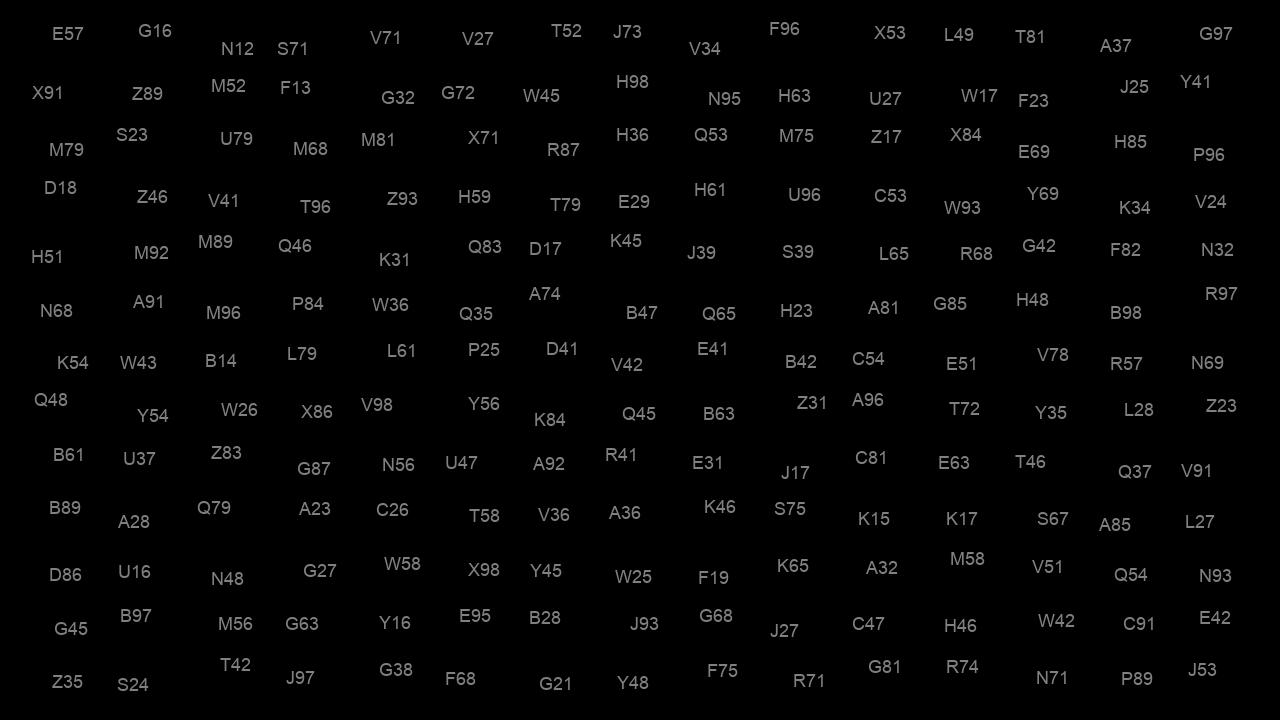 E57 G16 N12 S71 V71 V27 T52 J73 V34 F96 X53 L49 T81 A37 G97
X91 Z89 M52 F13 G32 G72 W45 H98 N95 H63 U27 W17 F23 J25 Y41
M79 S23 U79 M68 M81 X71 R87 H36 Q53 M75 Z17 X84 E69 H85 P96
D18 Z46 V41 T96 Z93 H59 T79 E29 H61 U96 C53 W93 Y69 K34 V24
H51 M92 M89 Q46 K31 Q83 D17 K45 J39 S39 L65 R68 G42 F82 N32
N68 A91 M96 P84 W36 Q35 A74 B47 Q65 H23 A81 G85 H48 B98 R97
K54 W43 B14 L79 L61 P25 D41 V42 E41 B42 C54 E51 V78 R57 N69
Q48 Y54 W26 X86 V98 Y56 K84 Q45 B63 Z31 A96 T72 Y35 L28 Z23
B61 U37 Z83 G87 N56 U47 A92 R41 E31 J17 C81 E63 T46 Q37 V91
B89 A28 Q79 A23 C26 T58 V36 A36 K46 S75 K15 K17 S67 A85 L27
D86 U16 N48 G27 W58 X98 Y45 W25 F19 K65 A32 M58 V51 Q54 N93
G45 B97 M56 G63 Y16 E95 B28 J93 G68 J27 C47 H46 W42 C91 E42
Z35 S24 T42 J97 G38 F68 G21 Y48 F75 R71 G81 R74 N71 P89 J53